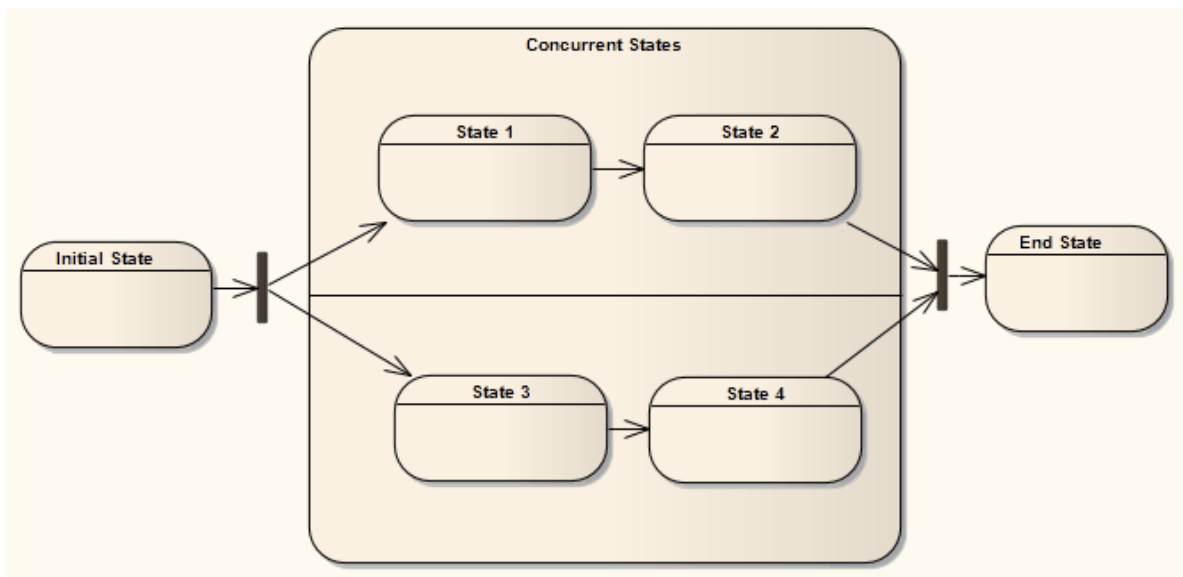 Concurrent States
State 1
State 2
Initial State
End State
State 3
State 4